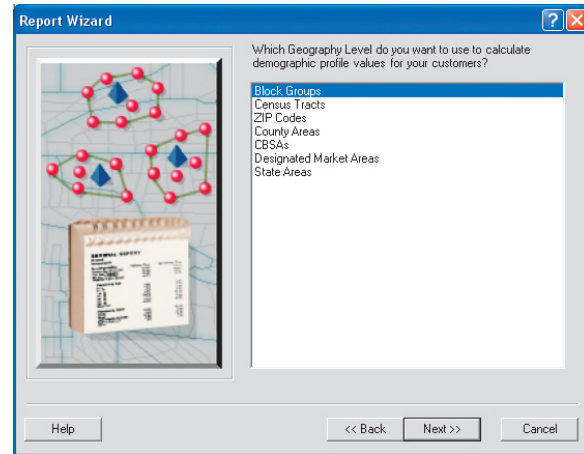 Report Wizard
Which Geography Level do you want to use to calculate
demographic profile values for your customers?
Block Groups
Census Tracts
ZIP Codes
County Areas
CBSAs
Designated Market Areas
State Areas
Help
<< Back
Next >>
Cancel